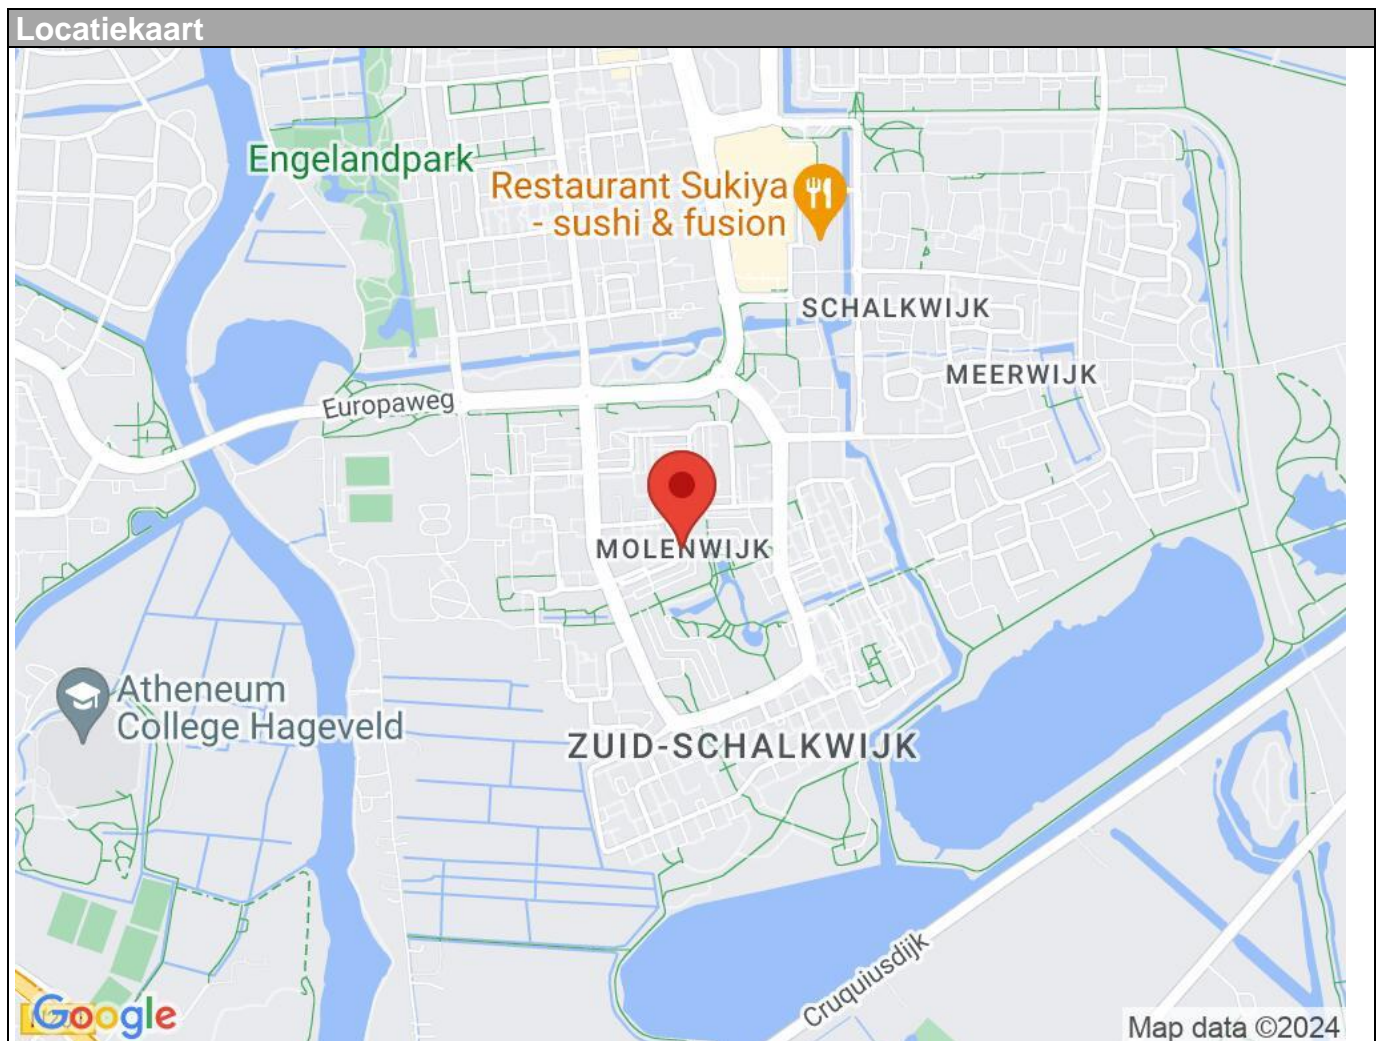 Locatiekaart
Engelandpark
Restaurant Sukiya
- sushi & fusion
SCHALKWIJK
MEERWIJK
Europaweg
MOLENWIJK
Atheneum
College Hageveld
ZUID-SCHALKWIJK
Cruquiusdijk
Google
Map data ©2024